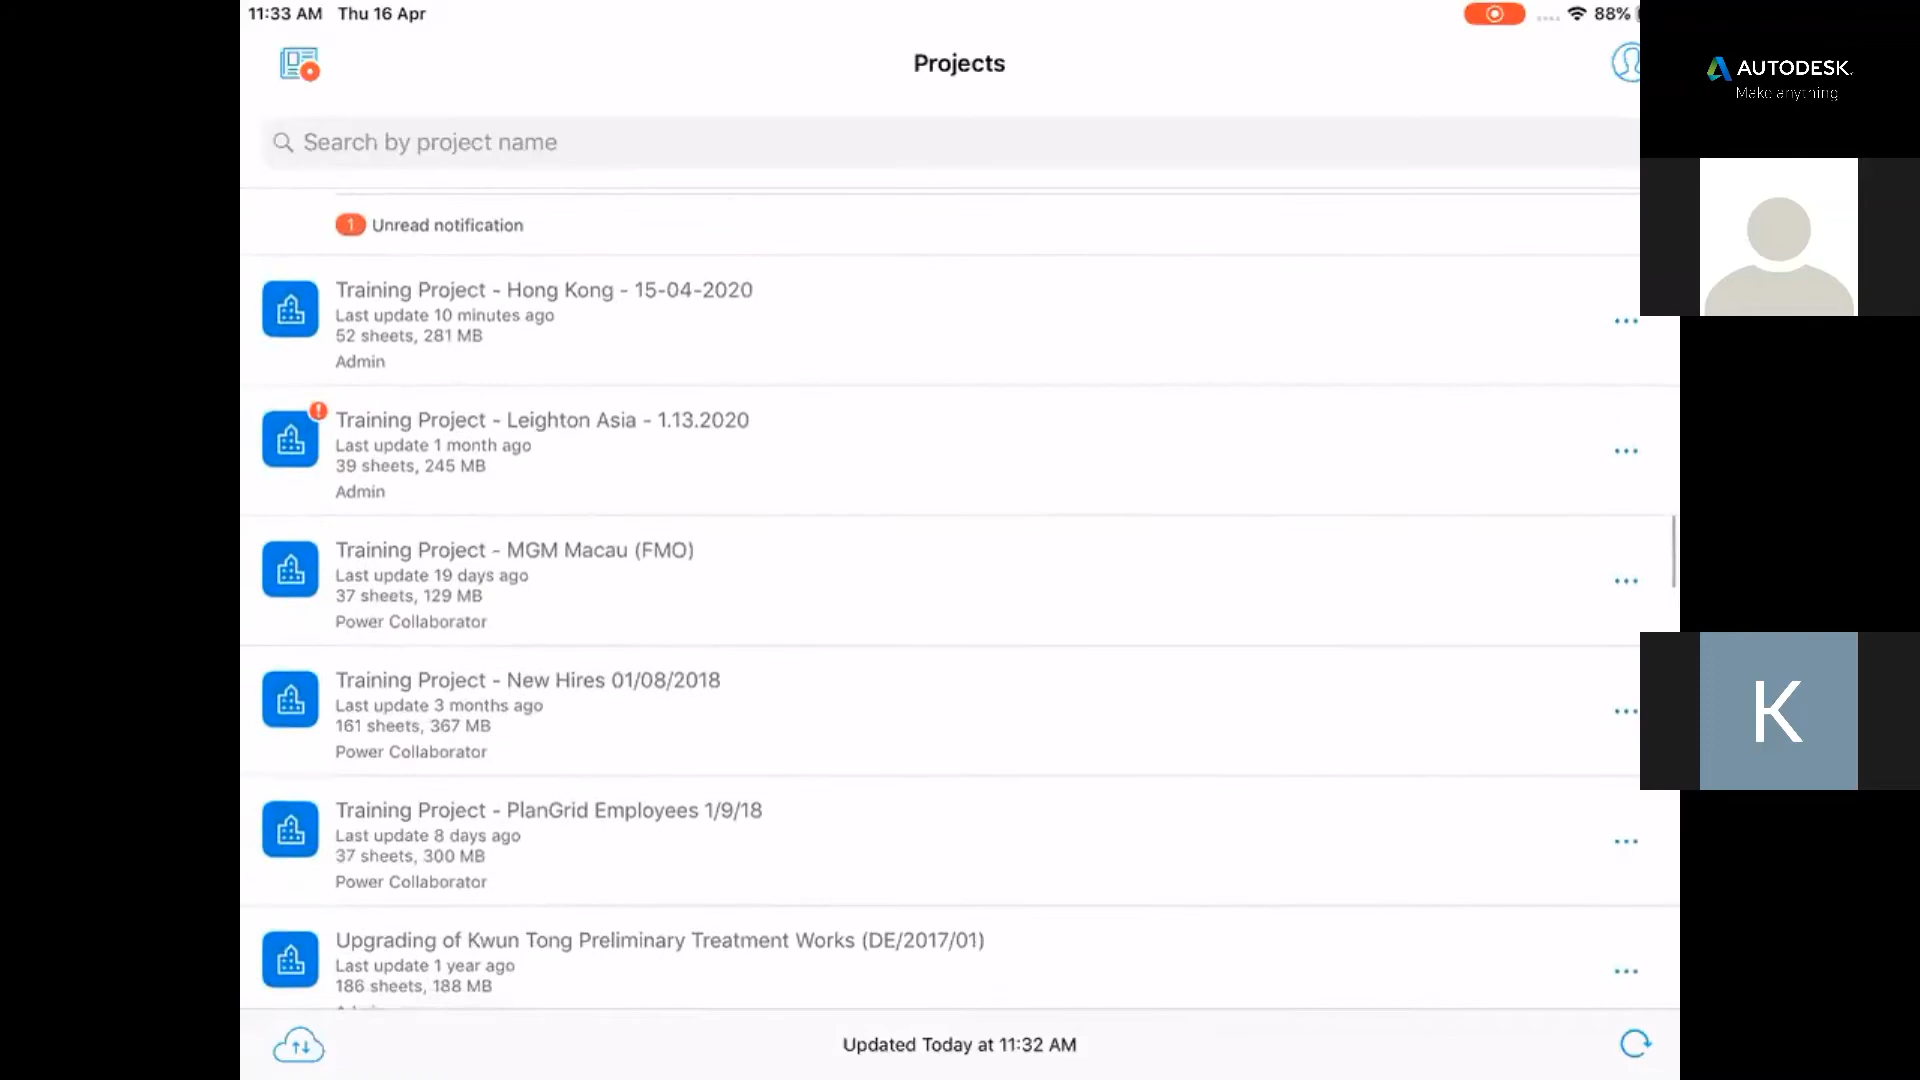 11:33 AM Thu 16 Apr
88%
Projects
AUTODESK.
Make anything
Search by project name
1 Unread notification
Training Project - Hong Kong - 15-04-2020
Last update 10 minutes ago
52 sheets, 281 MB
Admin
Training Project - Leighton Asia - 1.13.2020
Last update 1 month ago
39 sheets, 245 MB
Admin
Training Project - MGM Macau (FMO)
Last update 19 days ago
37 sheets, 129 MB
Power Collaborator
Training Project - New Hires 01/08/2018
Last update 3 months ago
161 sheets, 367 MB
Power Collaborator
K
Training Project - PlanGrid Employees 1/9/18
Last update 8 days ago
37 sheets, 300 MB
Power Collaborator
Upgrading of Kwun Tong Preliminary Treatment Works (DE/2017/01)
Last update 1 year ago
186 sheets, 188 MB
Updated Today at 11:32 AM